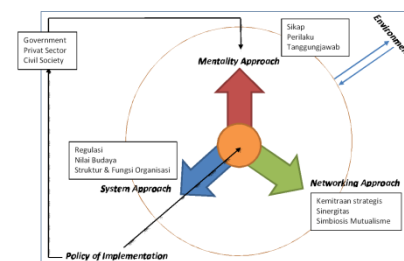 Government
Privat Sector
Civil Society
Sikap
Perilaku
Tanggungjawab
Environment
Mentality Approach
Regulasi
Nilai Budaya
Struktur & Fungsi Organisasi
System Approach
Networking Approach
Kemitraan strategis
Sinergitas
Simbiosis Mutualisme
Policy of Implementation